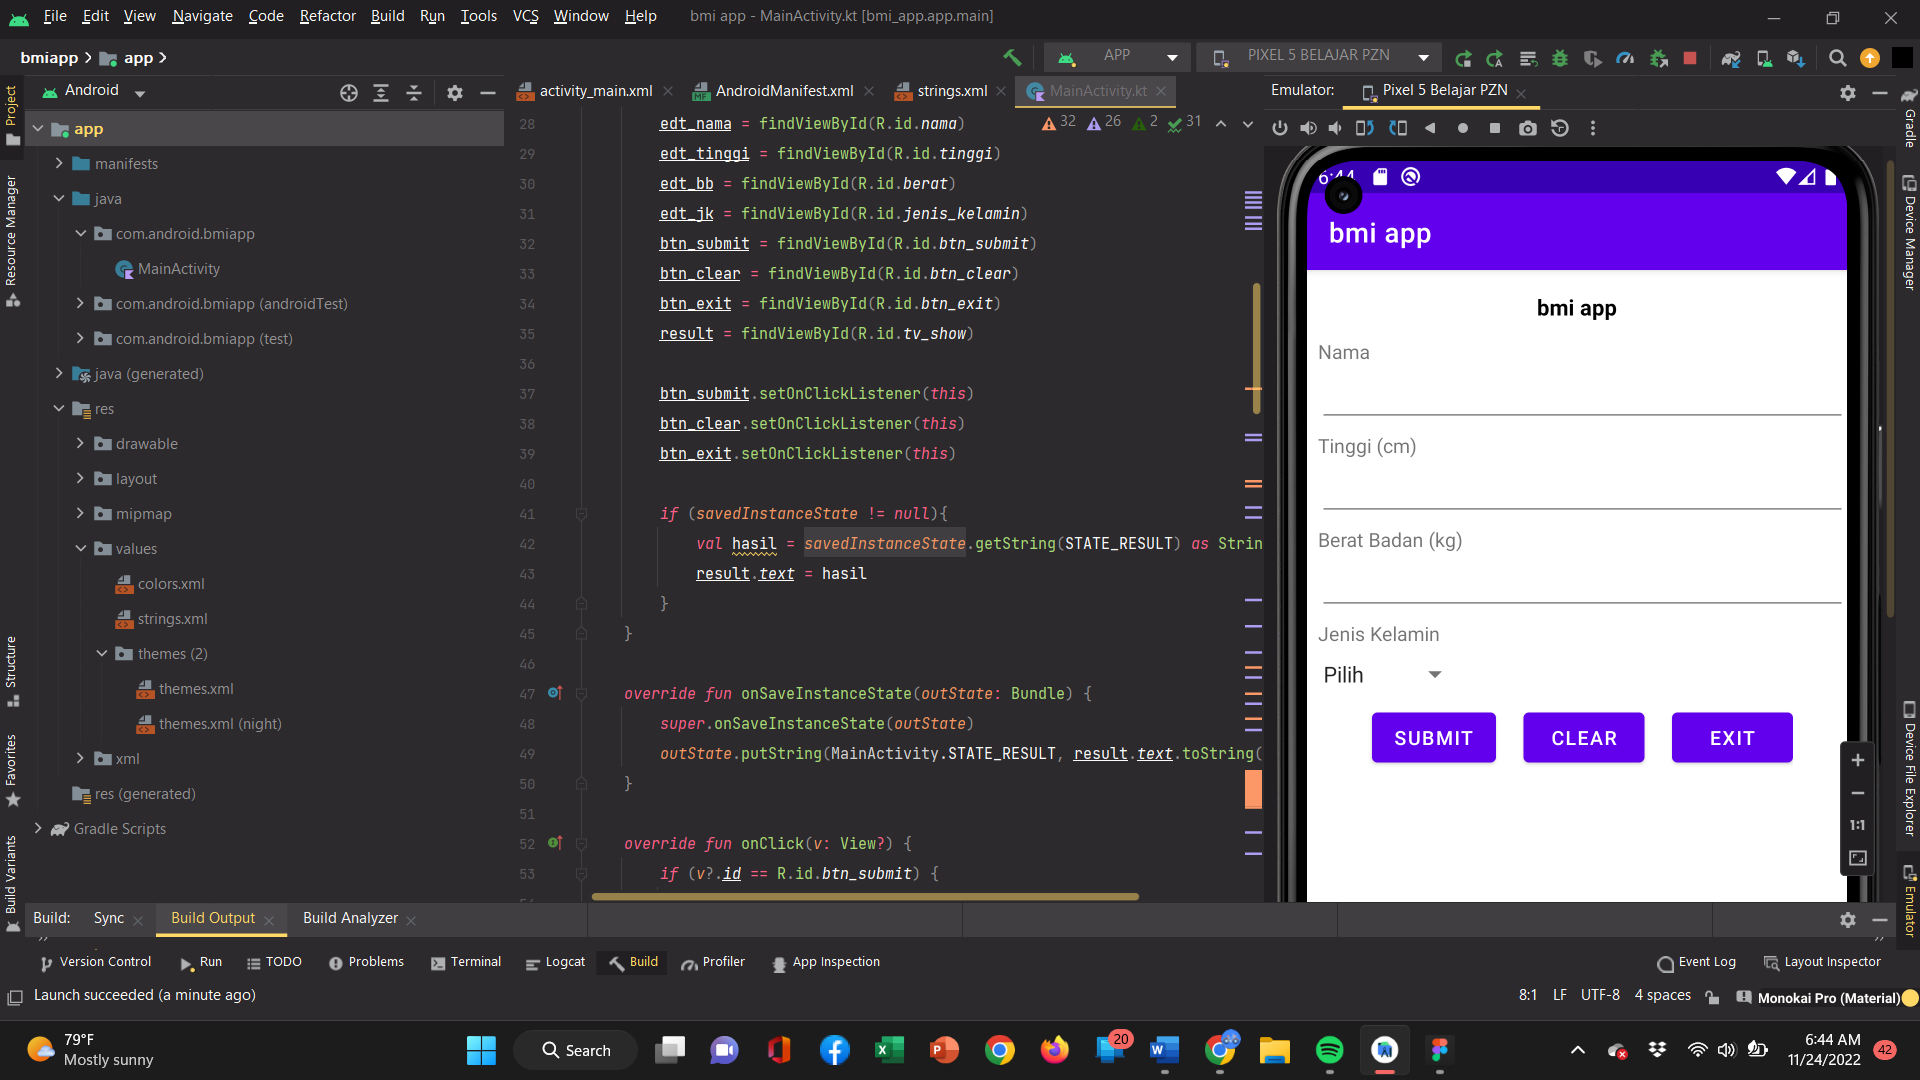 File Edit View Navigate Code Refactor Build Run Tools VCS Window Help bmi app - MainActivity.kt [bmi_app.app.main]
bmiapp app APP PIXEL 5 BELAJAR PZN
Project
Resource Manager
Structure
Favorites
Build Variants
Android
app
manifests
java
com.android.bmiapp
MainActivity
com.android.bmiapp (androidTest)
com.android.bmiapp (test)
java (generated)
res
drawable
layout
mipmap
values
colors.xml
strings.xml
themes (2)
themes.xml
themes.xml (night)
xml
res (generated)
Gradle Scripts
activity_main.xml AndroidManifest.xml strings.xml MainActivity.kt
32 26 2 31
28 edt_nama = findViewById(R.id.nama)
29 edt_tinggi = findViewById(R.id.tinggi)
30 edt_bb = findViewById(R.id.berat)
31 edt_jk = findViewById(R.id.jenis_kelamin)
32 btn_submit = findViewById(R.id.btn_submit)
33 btn_clear = findViewById(R.id.btn_clear)
34 btn_exit = findViewById(R.id.btn_exit)
35 result = findViewById(R.id.tv_show)
36
37 btn_submit.setOnClickListener(this)
38 btn_clear.setOnClickListener(this)
39 btn_exit.setOnClickListener(this)
40
41 if (savedInstanceState != null){
42 val hasil = savedInstanceState.getString(STATE_RESULT) as Strin
43 result.text = hasil
44 }
45 }
46
47 override fun onSaveInstanceState(outState: Bundle) {
48 super.onSaveInstanceState(outState)
49 outState.putString(MainActivity.STATE_RESULT, result.text.toString(
50 }
51
52 override fun onClick(v: View?) {
53 if (v?.id == R.id.btn_submit) {
Emulator: Pixel 5 Belajar PZN
6:44
bmi app
bmi app
Nama
Tinggi (cm)
Berat Badan (kg)
Jenis Kelamin
Pilih
SUBMIT CLEAR EXIT
1:1
Gradle
Device Manager
Device File Explorer
Emulator
Build: Sync Build Output Build Analyzer
Version Control Run TODO Problems Terminal Logcat Build Profiler App Inspection Event Log Layout Inspector
Launch succeeded (a minute ago) 8:1 LF UTF-8 4 spaces Monokai Pro (Material)
79°F
Mostly sunny
Search
20
6:44 AM
11/24/2022
42